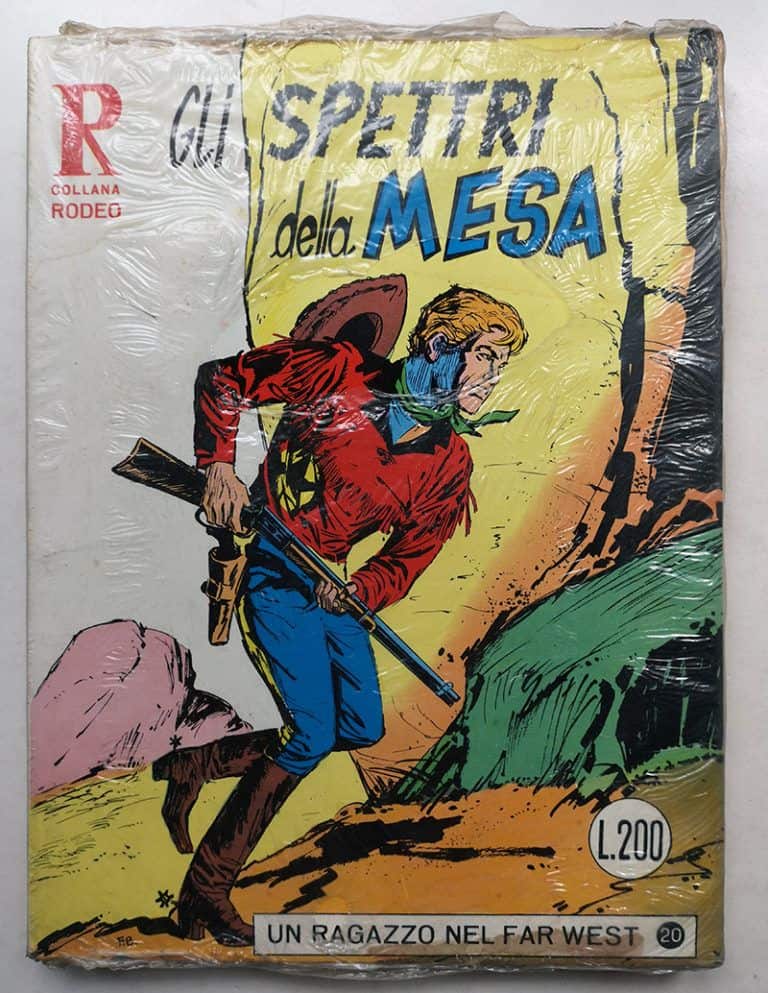 R
COLLANA
RODEO
GLI SPETTRI
della MESA
L.200
UN RAGAZZO NEL FAR WEST 20